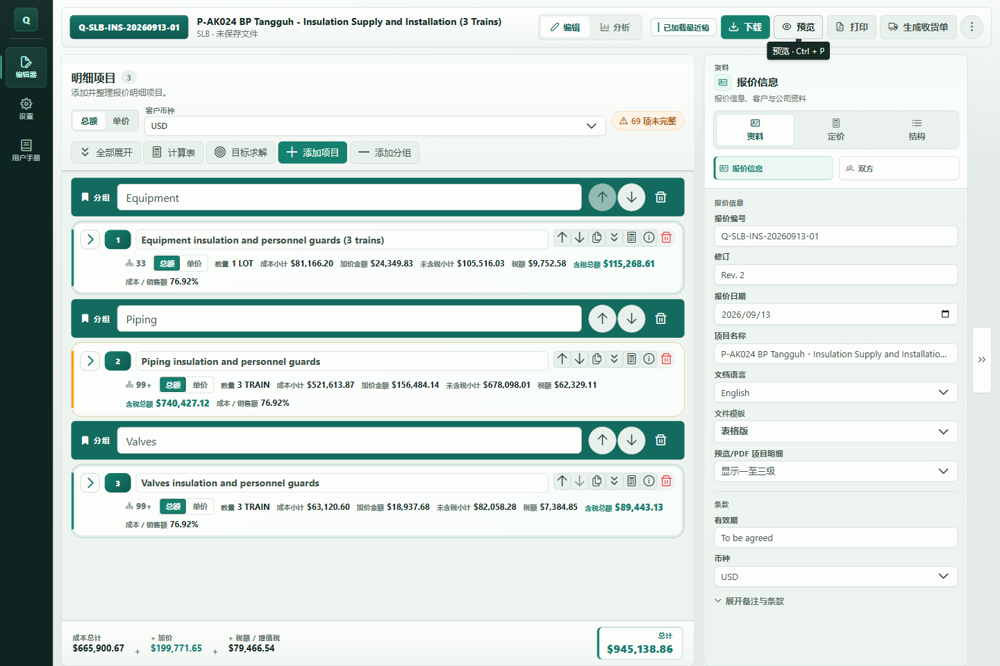 Q
编辑器
设置
用户手册
Q-SLB-INS-20260913-01
P-AK024 BP Tangguh - Insulation Supply and Installation (3 Trains)
SLB · 未保存文件
编辑
分析
已加载最近稿
下载
预览
打印
生成收货单
预览 · Ctrl + P
明细项目 3
添加并整理报价明细项目。
总额 单价
客户币种
USD
69 项未完整
全部展开
计算表
目标求解
添加项目
添加分组
分组 Equipment
1 Equipment insulation and personnel guards (3 trains)
33 总额 单价 数量 1 LOT 成本小计 $81,166.20 加价金额 $24,349.83 未含税小计 $105,516.03 税额 $9,752.58 含税总额 $115,268.61
成本 / 销售额 76.92%
分组 Piping
2 Piping insulation and personnel guards
99+ 总额 单价 数量 3 TRAIN 成本小计 $521,613.87 加价金额 $156,484.14 未含税小计 $678,098.01 税额 $62,329.11
含税总额 $740,427.12 成本 / 销售额 76.92%
分组 Valves
3 Valves insulation and personnel guards
99+ 总额 单价 数量 3 TRAIN 成本小计 $63,120.60 加价金额 $18,937.68 未含税小计 $82,058.28 税额 $7,384.85 含税总额 $89,443.13
成本 / 销售额 76.92%
成本总计
$665,900.67
+
+ 加价
$199,771.65
+
+ 税额 / 增值税
$79,466.54
总计
$945,138.86
资料
报价信息
报价信息、客户与公司资料
资料
定价
结构
报价信息
双方
报价信息
报价编号
Q-SLB-INS-20260913-01
修订
Rev. 2
报价日期
2026/09/13
项目名称
P-AK024 BP Tangguh - Insulation Supply and Installatio...
文档语言
English
文件模板
表格版
预览/PDF 项目明细
显示一至三级
条款
有效期
To be agreed
币种
USD
展开备注与条款